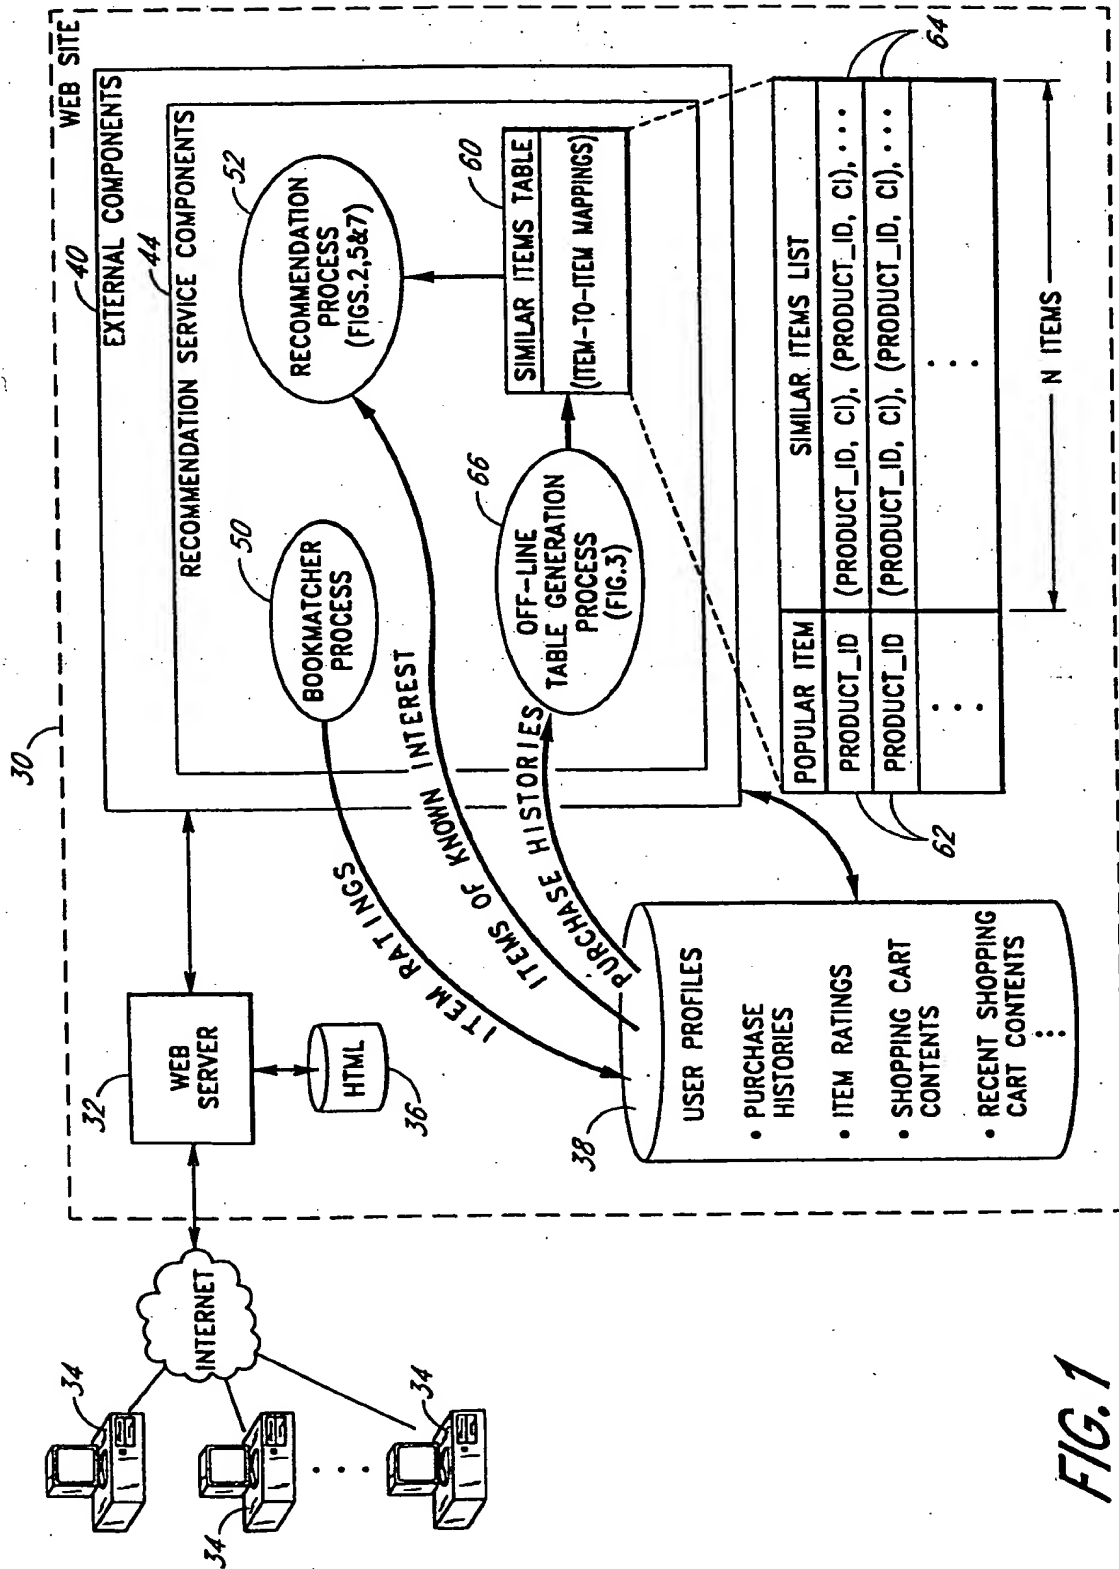 30
WEB SITE
40
EXTERNAL COMPONENTS
44
RECOMMENDATION SERVICE COMPONENTS
34
34
34
INTERNET
32
WEB
SERVER
HTML
36
50
BOOKMATCHER
PROCESS
52
RECOMMENDATION
PROCESS
(FIGS.2,5&7)
ITEM RATINGS
ITEMS OF KNOWN INTEREST
PURCHASE HISTORIES
66
OFF-LINE
TABLE GENERATION
PROCESS
(FIG.3)
60
SIMILAR ITEMS TABLE
(ITEM-TO-ITEM MAPPINGS)
38
USER PROFILES
• PURCHASE
HISTORIES
• ITEM RATINGS
• SHOPPING CART
CONTENTS
• RECENT SHOPPING
CART CONTENTS
POPULAR ITEM
SIMILAR ITEMS LIST
PRODUCT_ID
(PRODUCT_ID, CI), (PRODUCT_ID, CI), ...
PRODUCT_ID
(PRODUCT_ID, CI), (PRODUCT_ID, CI), ...
62
64
N ITEMS
FIG. 1